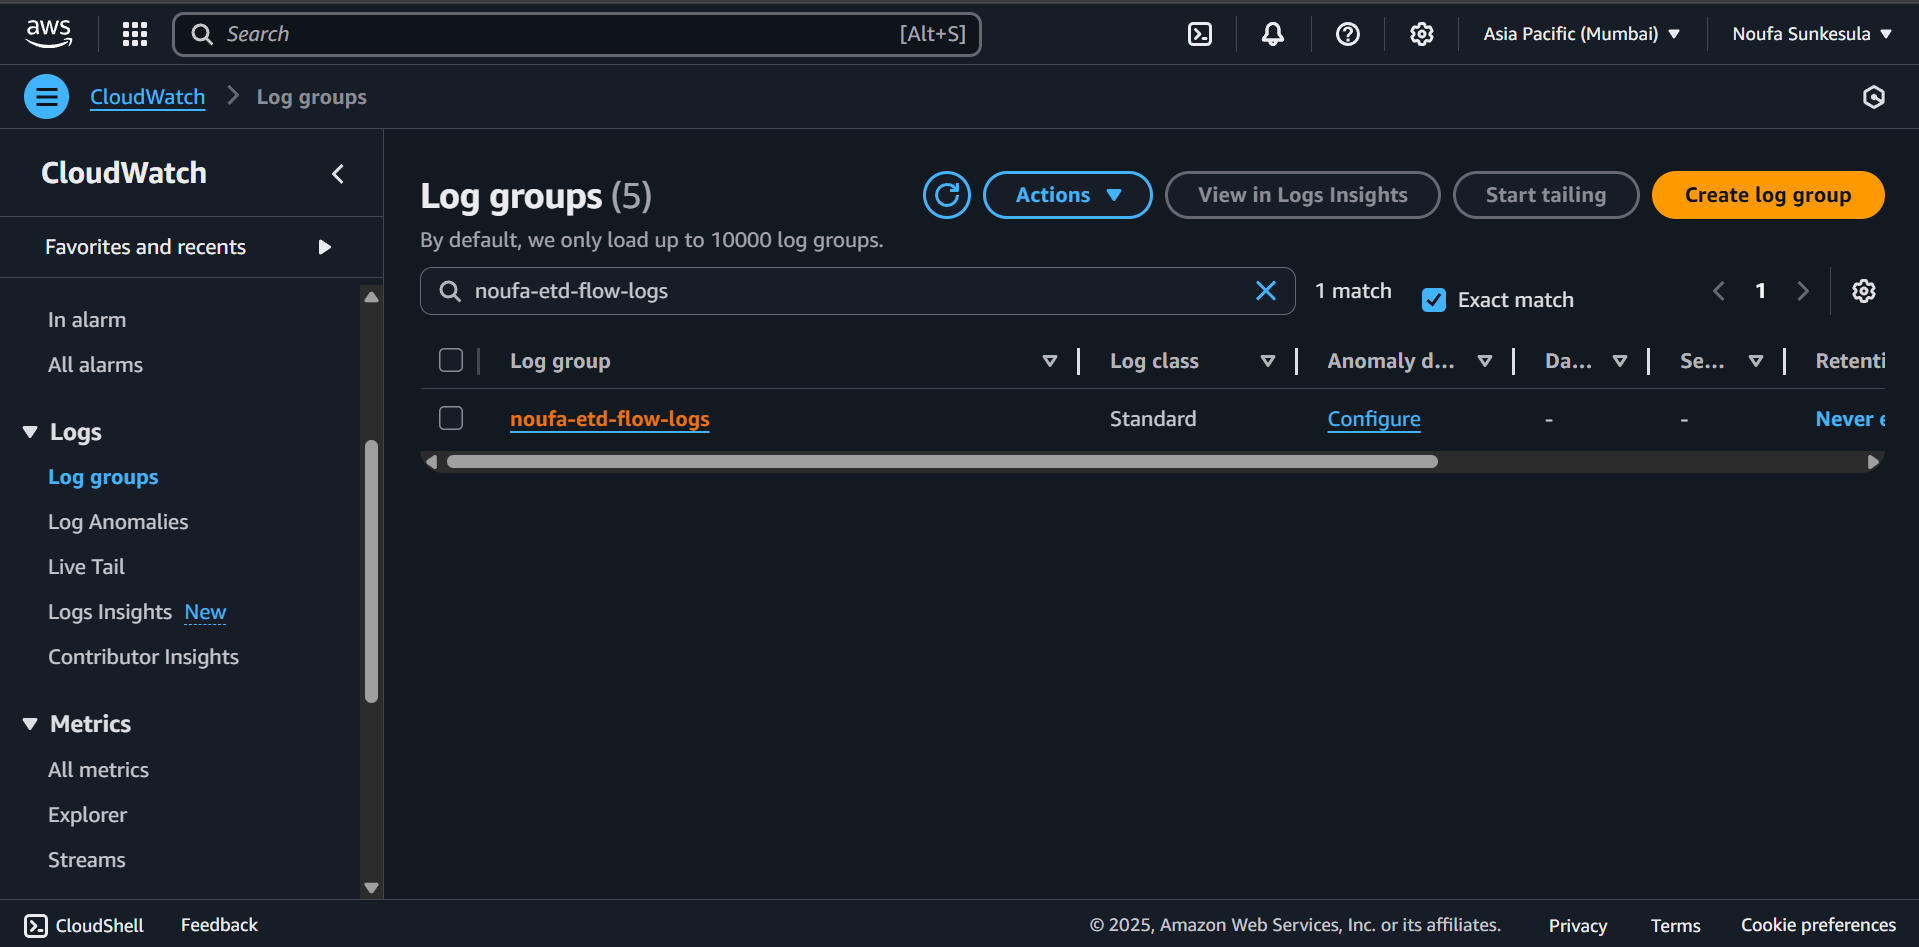 aws
Search [Alt+S]
Asia Pacific (Mumbai)
Noufa Sunkesula
CloudWatch
Log groups
CloudWatch
Favorites and recents
In alarm
All alarms
Logs
Log groups
Log Anomalies
Live Tail
Logs Insights New
Contributor Insights
Metrics
All metrics
Explorer
Streams
Log groups (5)
Actions
View in Logs Insights
Start tailing
Create log group
By default, we only load up to 10000 log groups.
noufa-etd-flow-logs
1 match
Exact match
1
Log group Log class Anomaly d... Da... Se... Retenti
noufa-etd-flow-logs Standard Configure - - Never e
CloudShell Feedback © 2025, Amazon Web Services, Inc. or its affiliates. Privacy Terms Cookie preferences